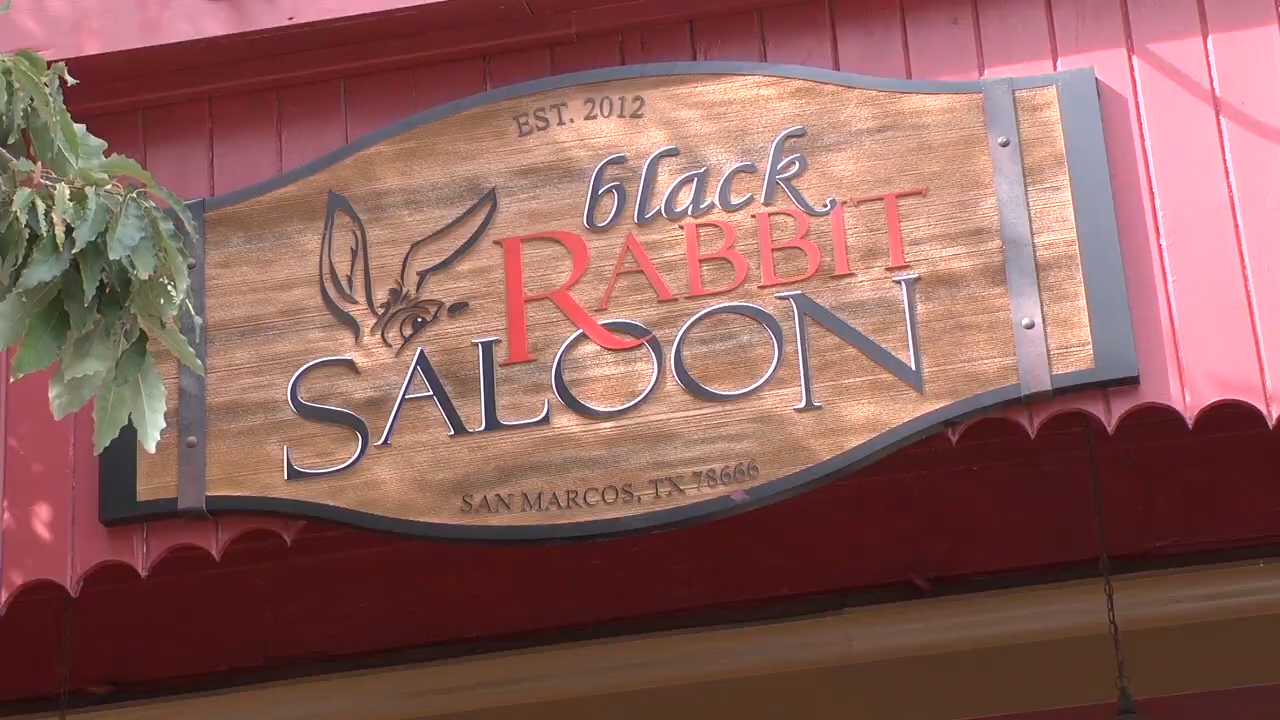 EST. 2012
black
RABBIT
SALOON
SAN MARCOS, TX 78666